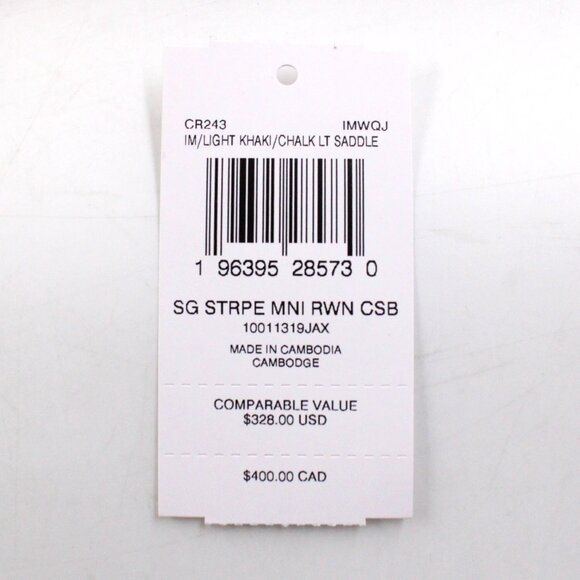 CR243 IMWQJ
IM/LIGHT KHAKI/CHALK LT SADDLE
1 96395 28573 0
SG STRPE MNI RWN CSB
10011319JAX
MADE IN CAMBODIA
CAMBODGE
COMPARABLE VALUE
$328.00 USD
$400.00 CAD